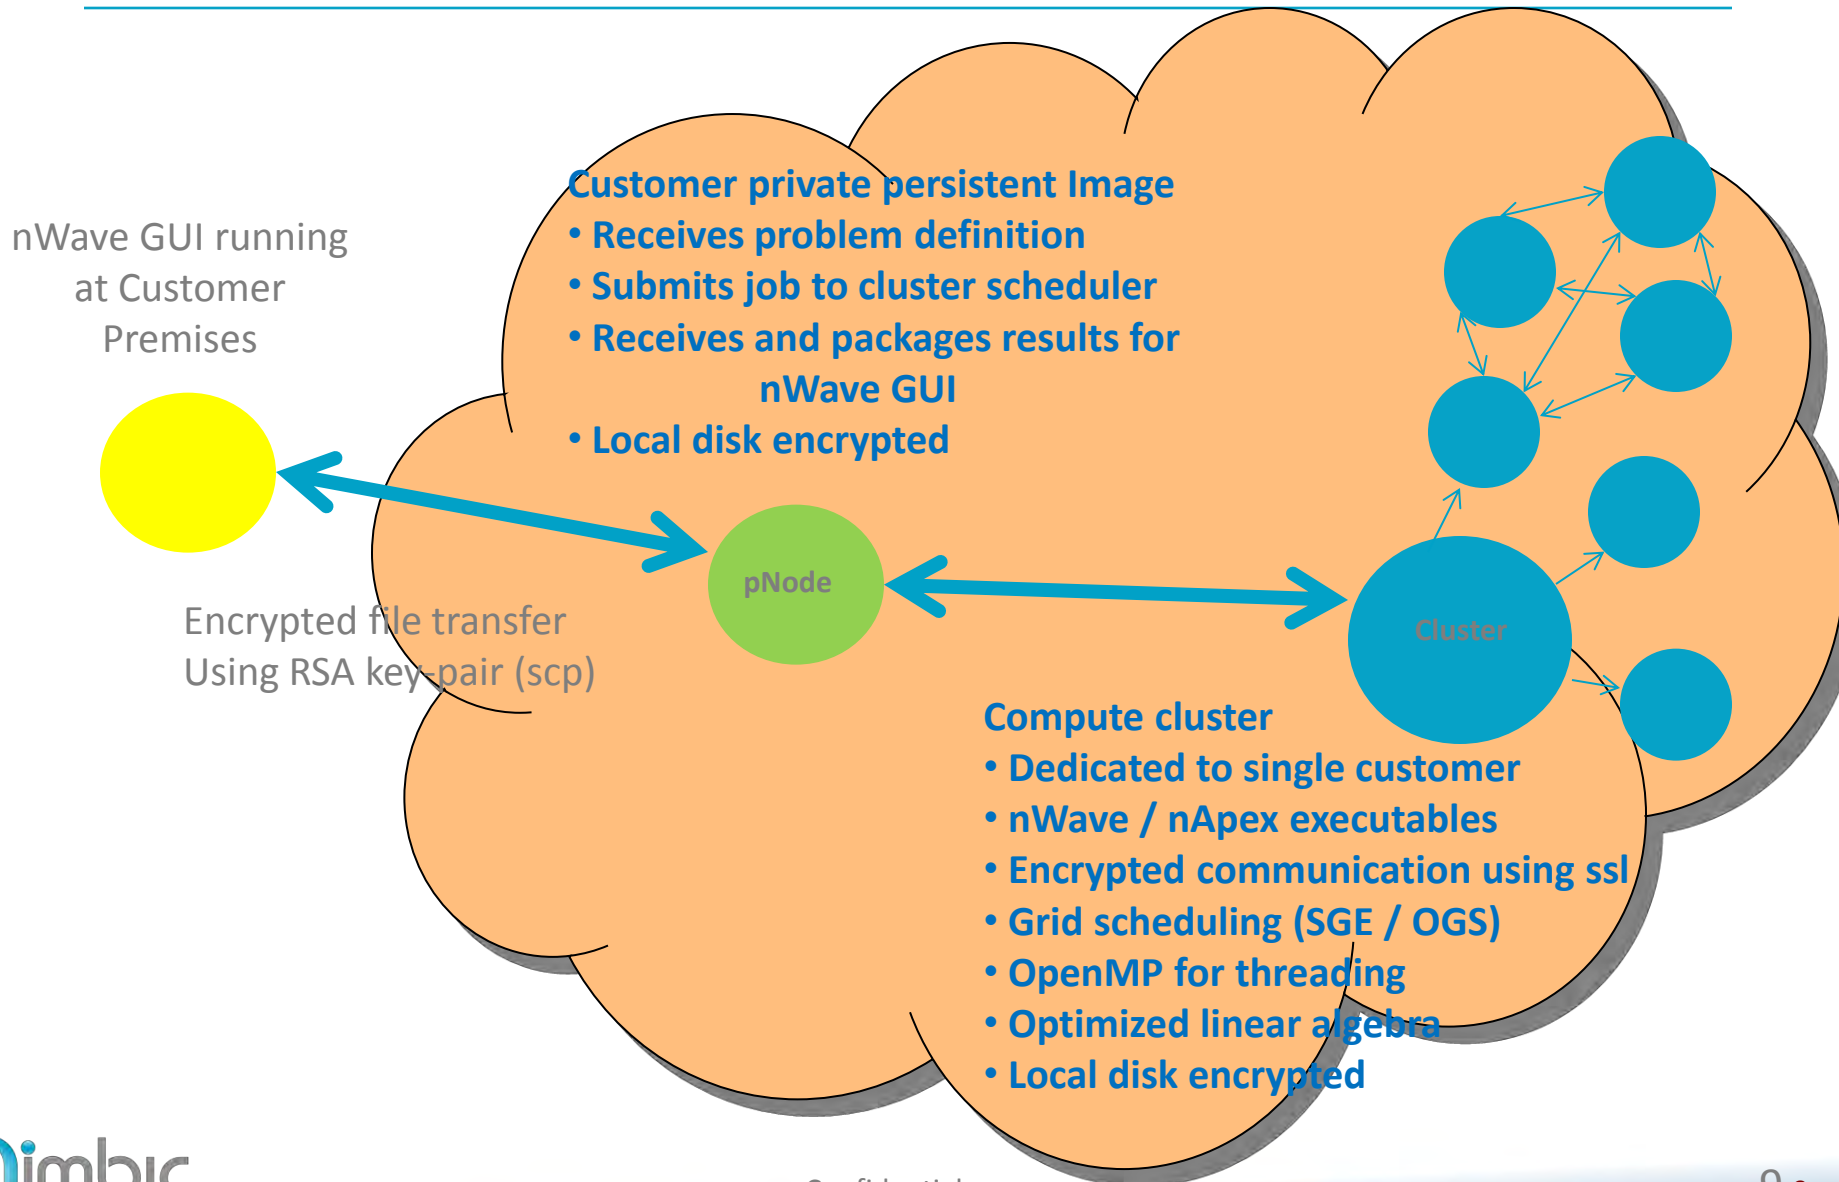 nWave GUI running
at Customer
Premises
Customer private persistent Image
• Receives problem definition
• Submits job to cluster scheduler
• Receives and packages results for
nWave GUI
• Local disk encrypted
pNode
Cluster
Encrypted file transfer
Using RSA key-pair (scp)
Compute cluster
• Dedicated to single customer
• nWave / nApex executables
• Encrypted communication using ssl
• Grid scheduling (SGE / OGS)
• OpenMP for threading
• Optimized linear algebra
• Local disk encrypted
nimbic
Confidential